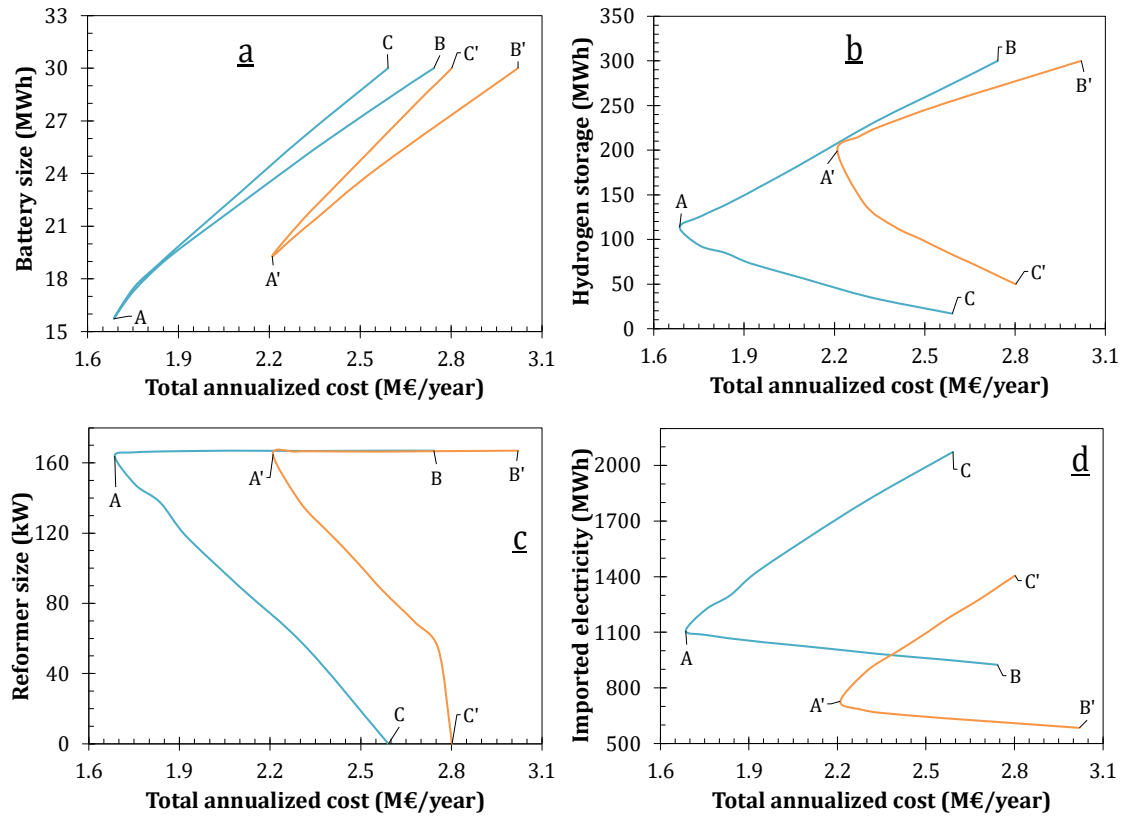 a
Battery size (MWh)
33
30
27
24
21
18
15
C
B
C'
B'
A'
A
1.6
1.9
2.2
2.5
2.8
3.1
Total annualized cost (M€/year)
b
Hydrogen storage (MWh)
350
300
250
200
150
100
50
0
B
B'
A'
A
C'
C
1.6
1.9
2.2
2.5
2.8
3.1
Total annualized cost (M€/year)
c
Reformer size (kW)
160
120
80
40
0
A
A'
B
B'
C
C'
1.6
1.9
2.2
2.5
2.8
3.1
Total annualized cost (M€/year)
d
Imported electricity (MWh)
2000
1700
1400
1100
800
500
C
C'
A
B
A'
B'
1.6
1.9
2.2
2.5
2.8
3.1
Total annualized cost (M€/year)